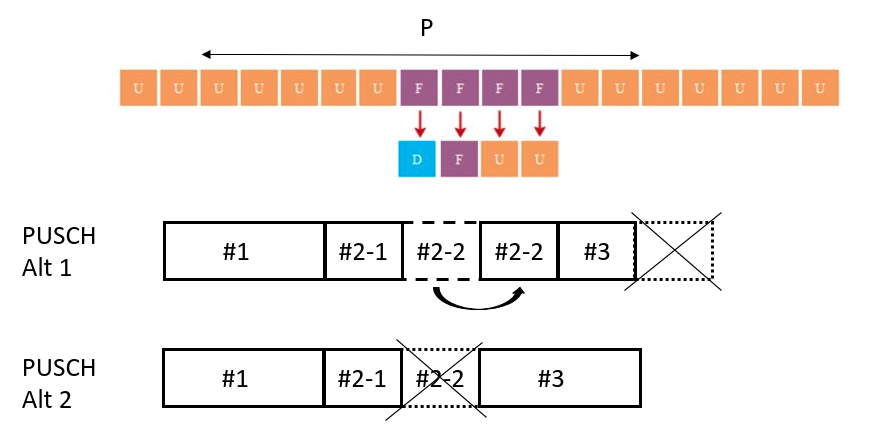 P
U U U U U U U F F F F U U U U U U U
D F U U
PUSCH
Alt 1
#1 #2-1 #2-2 #2-2 #3
PUSCH
Alt 2
#1 #2-1 #2-2 #3